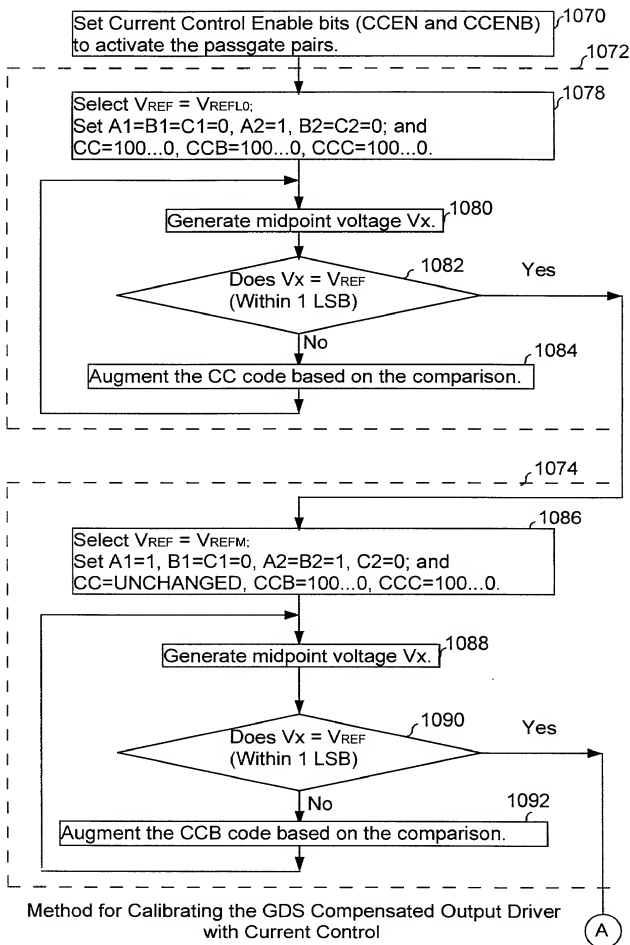 Set Current Control Enable bits (CCEN and CCENB)
to activate the passgate pairs.
1070
1072
Select VREF = VREFL0;
Set A1=B1=C1=0, A2=1, B2=C2=0; and
CC=100...0, CCB=100...0, CCC=100...0.
1078
Generate midpoint voltage Vx.
1080
Does Vx = VREF
(Within 1 LSB)
1082
Yes
No
Augment the CC code based on the comparison.
1084
1074
Select VREF = VREFM;
Set A1=1, B1=C1=0, A2=B2=1, C2=0; and
CC=UNCHANGED, CCB=100...0, CCC=100...0.
1086
Generate midpoint voltage Vx.
1088
Does Vx = VREF
(Within 1 LSB)
1090
Yes
No
Augment the CCB code based on the comparison.
1092
Method for Calibrating the GDS Compensated Output Driver
with Current Control
A